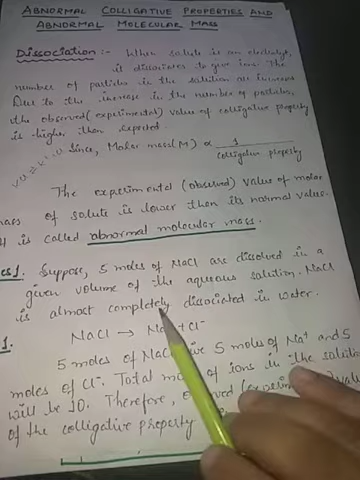 ABNORMAL COLLIGATIVE PROPERTIES AND
ABNORMAL MOLECULAR MASS
Dissociation :- When solute is an electrolyte,
it dissociates to give ions. The
number of particles in the solution are increases
Due to the increase in the number of particles,
the observed (experimental) value of colligative property
is higher than expected.
Since, Molar mass (M) ∝ 1
colligative property
The experimental (observed) value of molar
mass of solute is lower then its normal value.
It is called abnormal molecular mass.
1. Suppose, 5 moles of NaCl are dissolved in a
given volume of the aqueous solution. NaCl
is almost completely dissociated in water.
1.
NaCl → Na + Cl⁻
5 moles of NaCl 5 moles of Na⁺ and 5
moles of Cl⁻. Total of ions in the
will be 10. Therefore,
of the colligative property